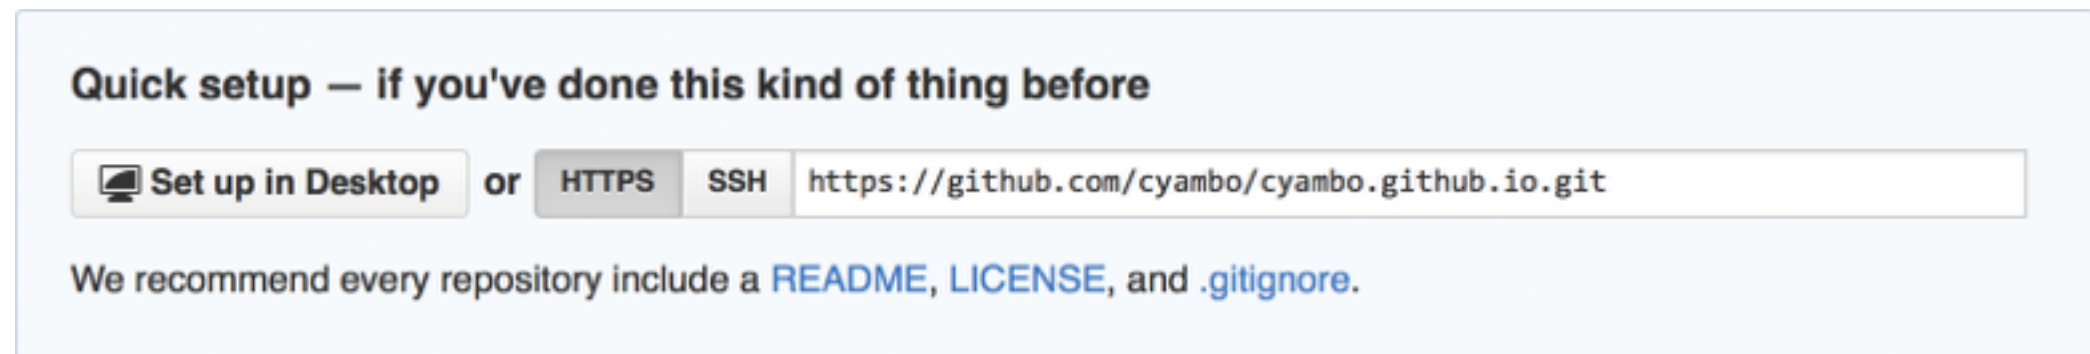 Quick setup — if you've done this kind of thing before
Set up in Desktop or HTTPS SSH https://github.com/cyambo/cyambo.github.io.git
We recommend every repository include a README, LICENSE, and .gitignore.